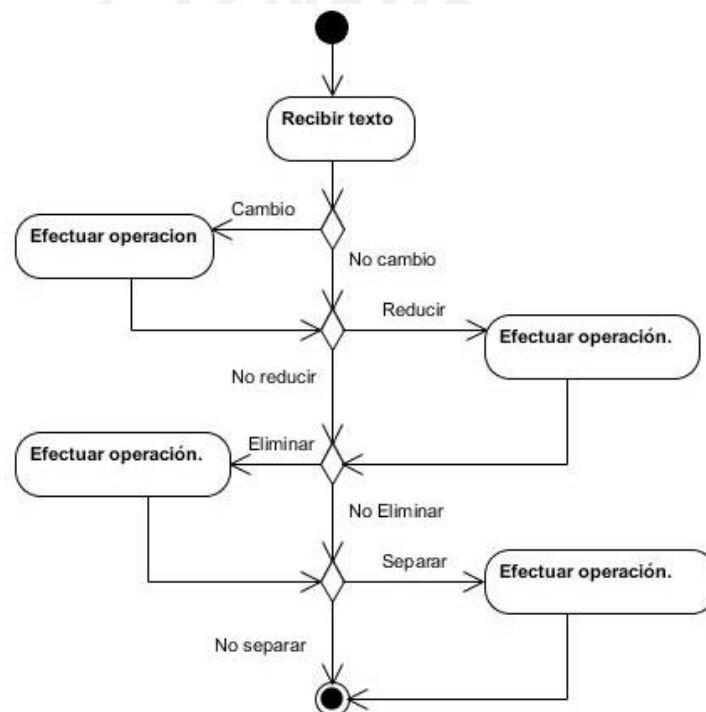 Recibir texto
Cambio
Efectuar operacion
No cambio
Reducir
Efectuar operación.
No reducir
Eliminar
Efectuar operación.
No Eliminar
Separar
Efectuar operación.
No separar